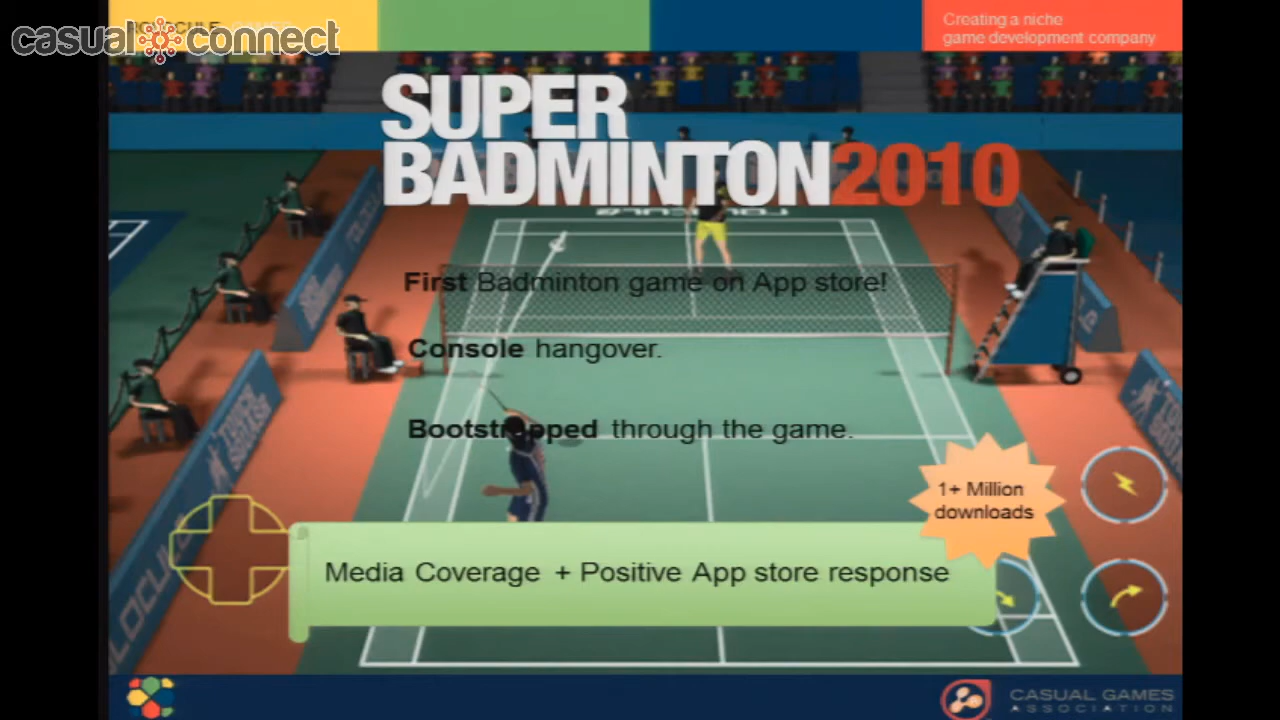 casual connect
Creating a niche
game development company
SUPER
BADMINTON2010
First Badminton game on App store!
Console hangover.
Bootstrapped through the game.
1+ Million
downloads
Media Coverage + Positive App store response
CASUAL GAMES
ASSOCIATION